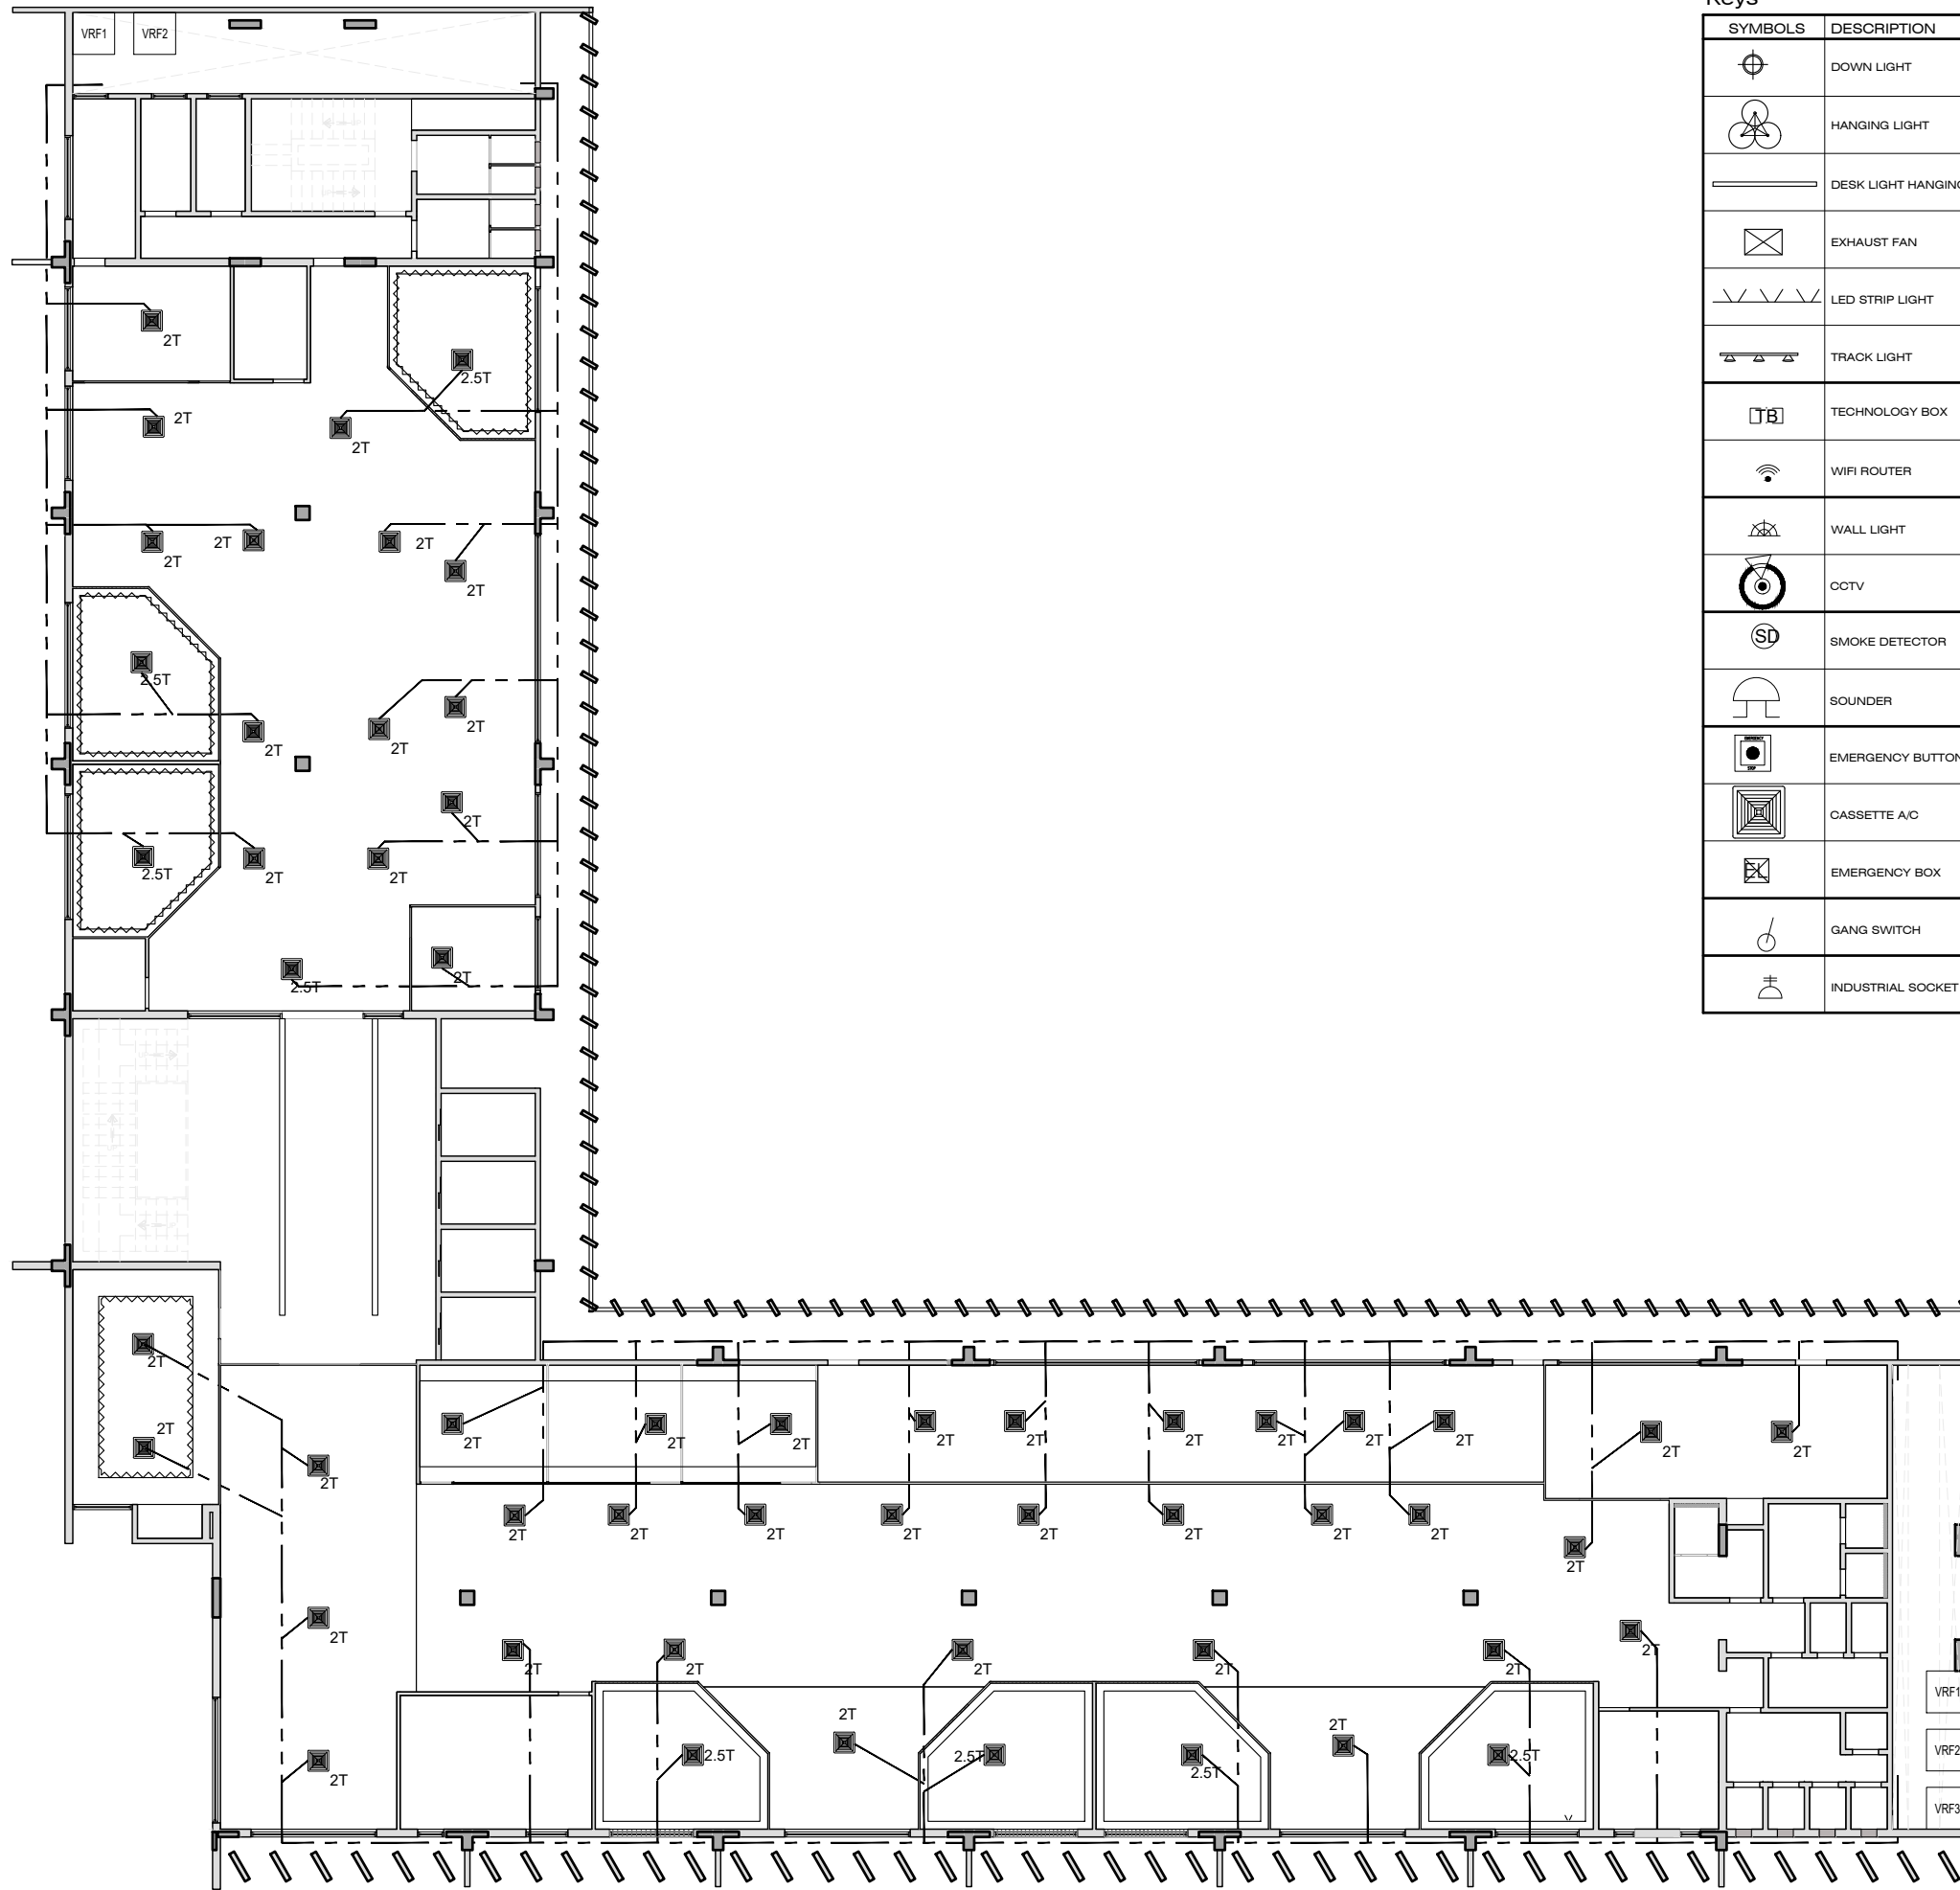 Keys
SYMBOLS DESCRIPTION
DOWN LIGHT
HANGING LIGHT
DESK LIGHT HANGING
EXHAUST FAN
LED STRIP LIGHT
TRACK LIGHT
TB TECHNOLOGY BOX
WIFI ROUTER
WALL LIGHT
CCTV
SD SMOKE DETECTOR
SOUNDER
EMERGENCY BUTTON
CASSETTE A/C
EL EMERGENCY BOX
GANG SWITCH
INDUSTRIAL SOCKET
VRF1 VRF2
2T
2.5T
2T 2T
2T 2T 2T
2T
2.5T
2T 2T 2T
2T
2.5T 2T 2T
2.5T 2T
2T
2T
2T 2T 2T 2T 2T 2T 2T 2T 2T 2T 2T
2T
2T 2T 2T 2T 2T 2T 2T 2T
2T
2T
2T 2T 2T 2T 2T 2T
VRF1
2T 2T
2.5T 2.5T 2.5T 2.5T
VRF2
2T
VRF3